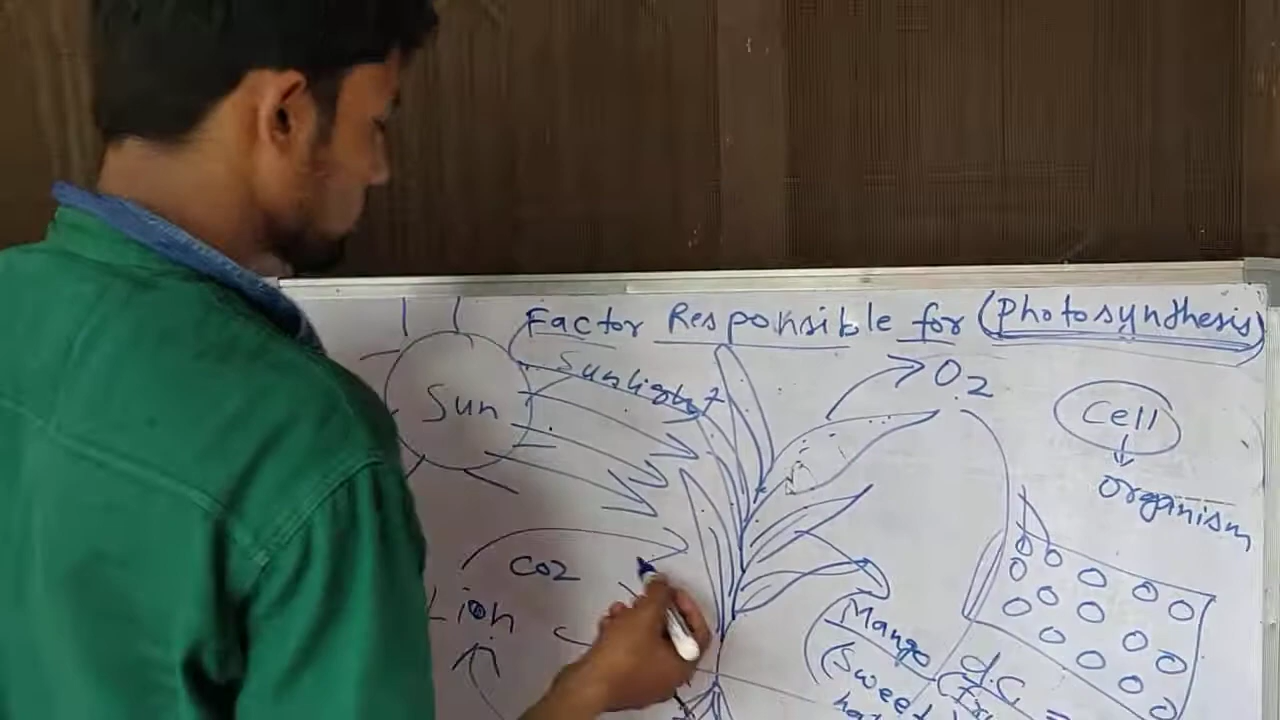 Factor Responsible for (Photosynthesis)
Sunlight
Sun
O2
Cell
organism
CO2
Lion
Mango
(Sweet